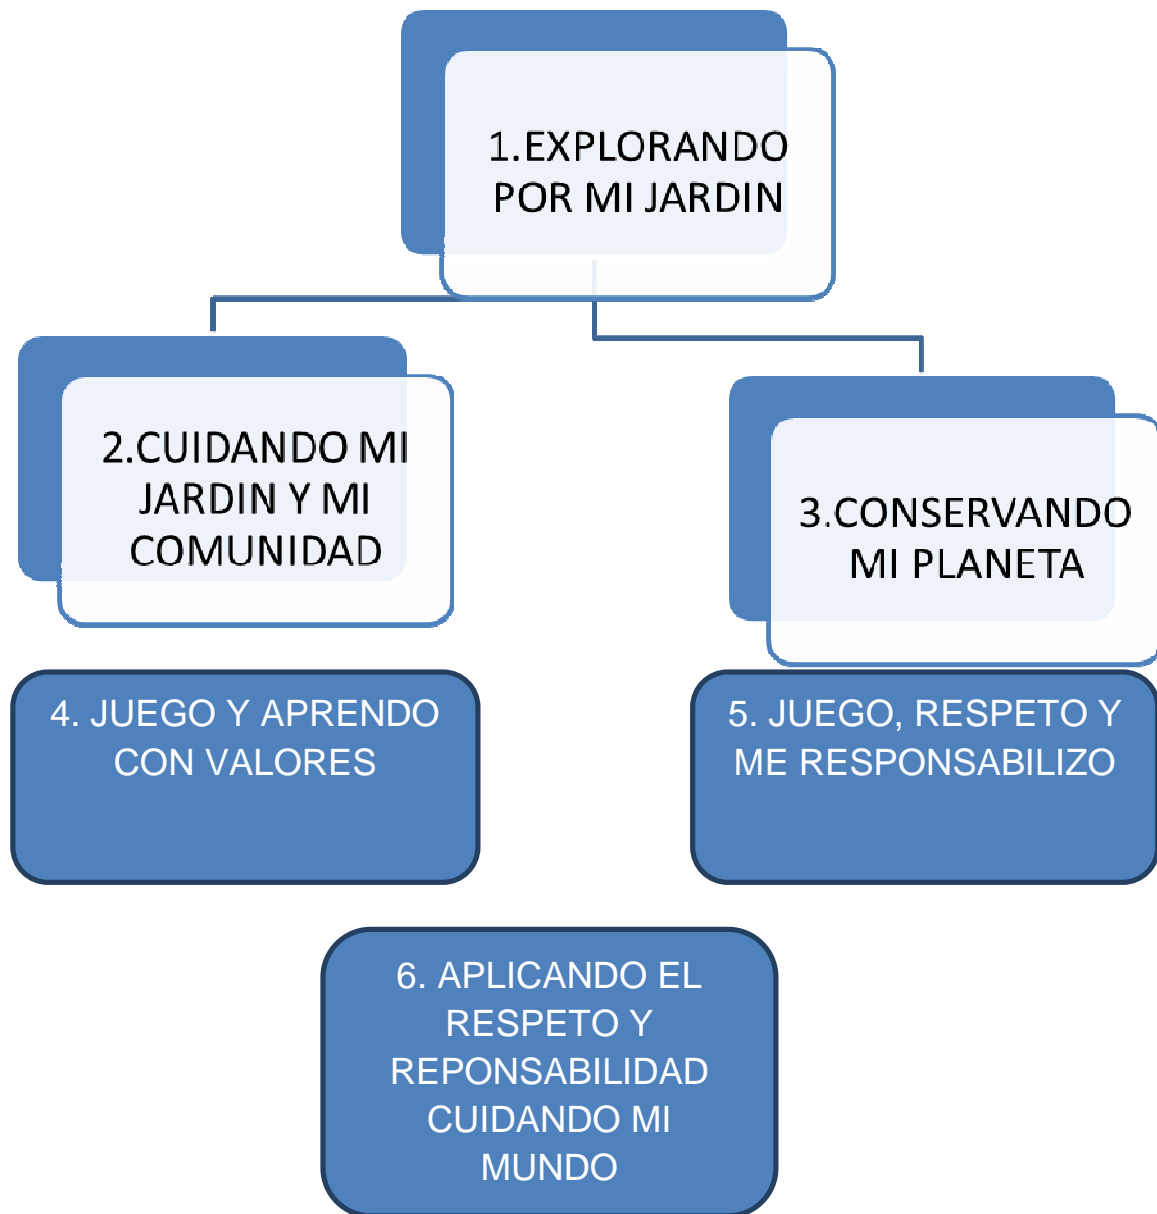 1.EXPLORANDO
POR MI JARDIN
2.CUIDANDO MI
JARDIN Y MI
COMUNIDAD
3.CONSERVANDO
MI PLANETA
4. JUEGO Y APRENDO
CON VALORES
5. JUEGO, RESPETO Y
ME RESPONSABILIZO
6. APLICANDO EL
RESPETO Y
REPONSABILIDAD
CUIDANDO MI
MUNDO